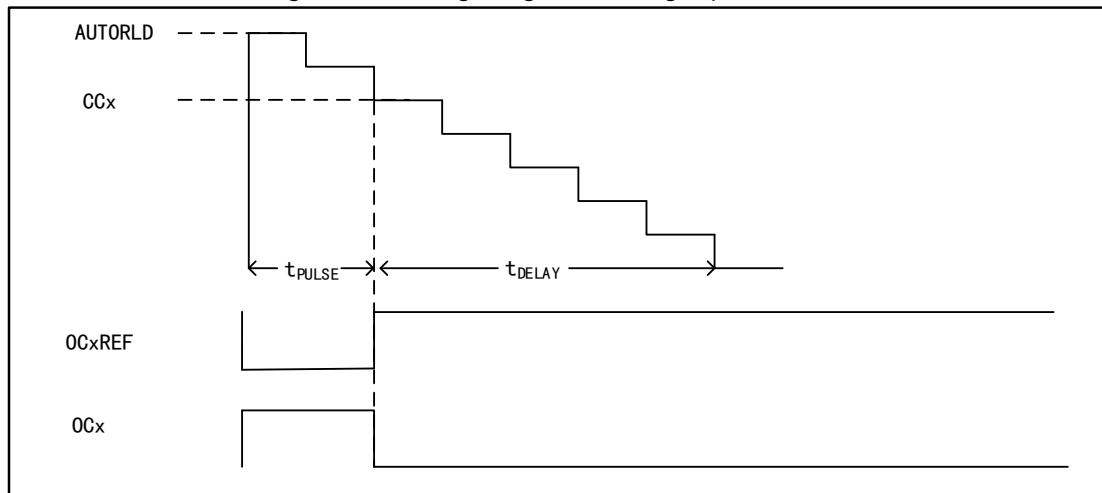 AUTORLD
CCx
tPULSE
tDELAY
OCxREF
OCx